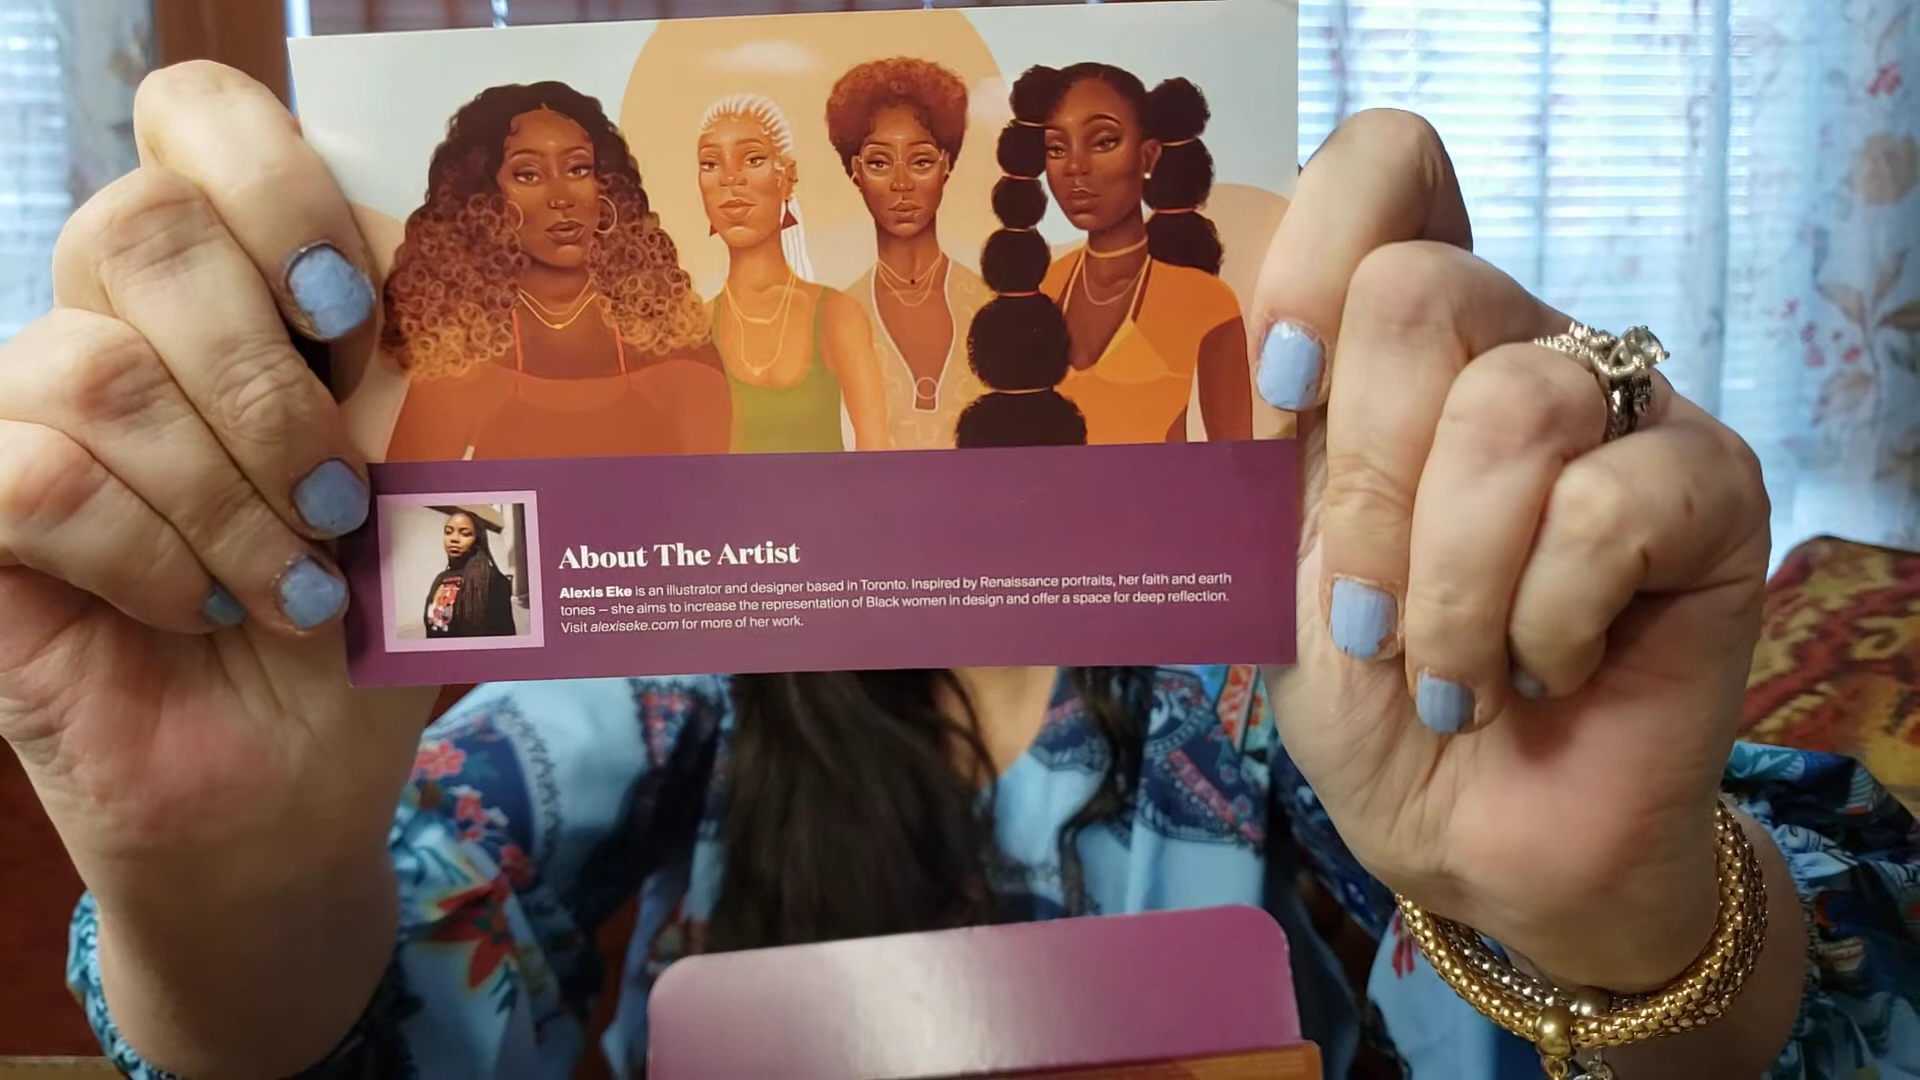 About The Artist
Alexis Eke is an illustrator and designer based in Toronto. Inspired by Renaissance portraits, her faith and earth
tones – she aims to increase the representation of Black women in design and offer a space for deep reflection.
Visit alexiseke.com for more of her work.